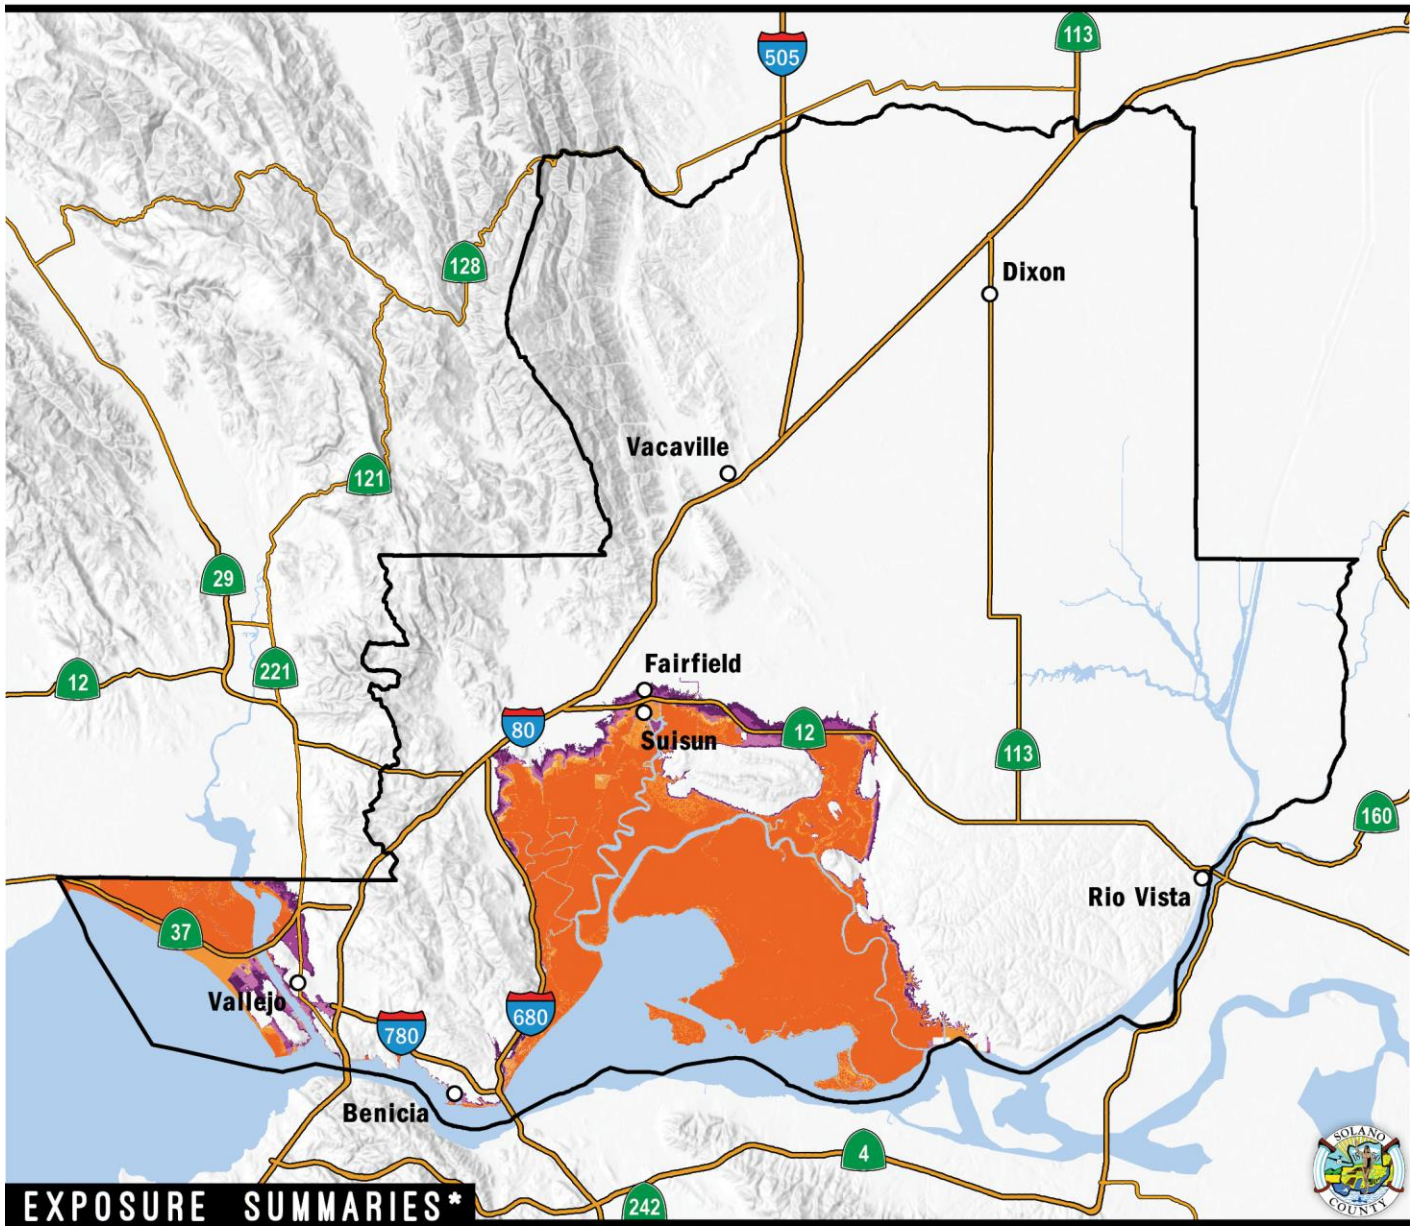 113
505
128
Dixon
Vacaville
121
29
Fairfield
12
221
80
Suisun
12
113
160
Rio Vista
37
Vallejo
680
780
Benicia
4
SOLANO
COUNTY
EXPOSURE SUMMARIES*
242